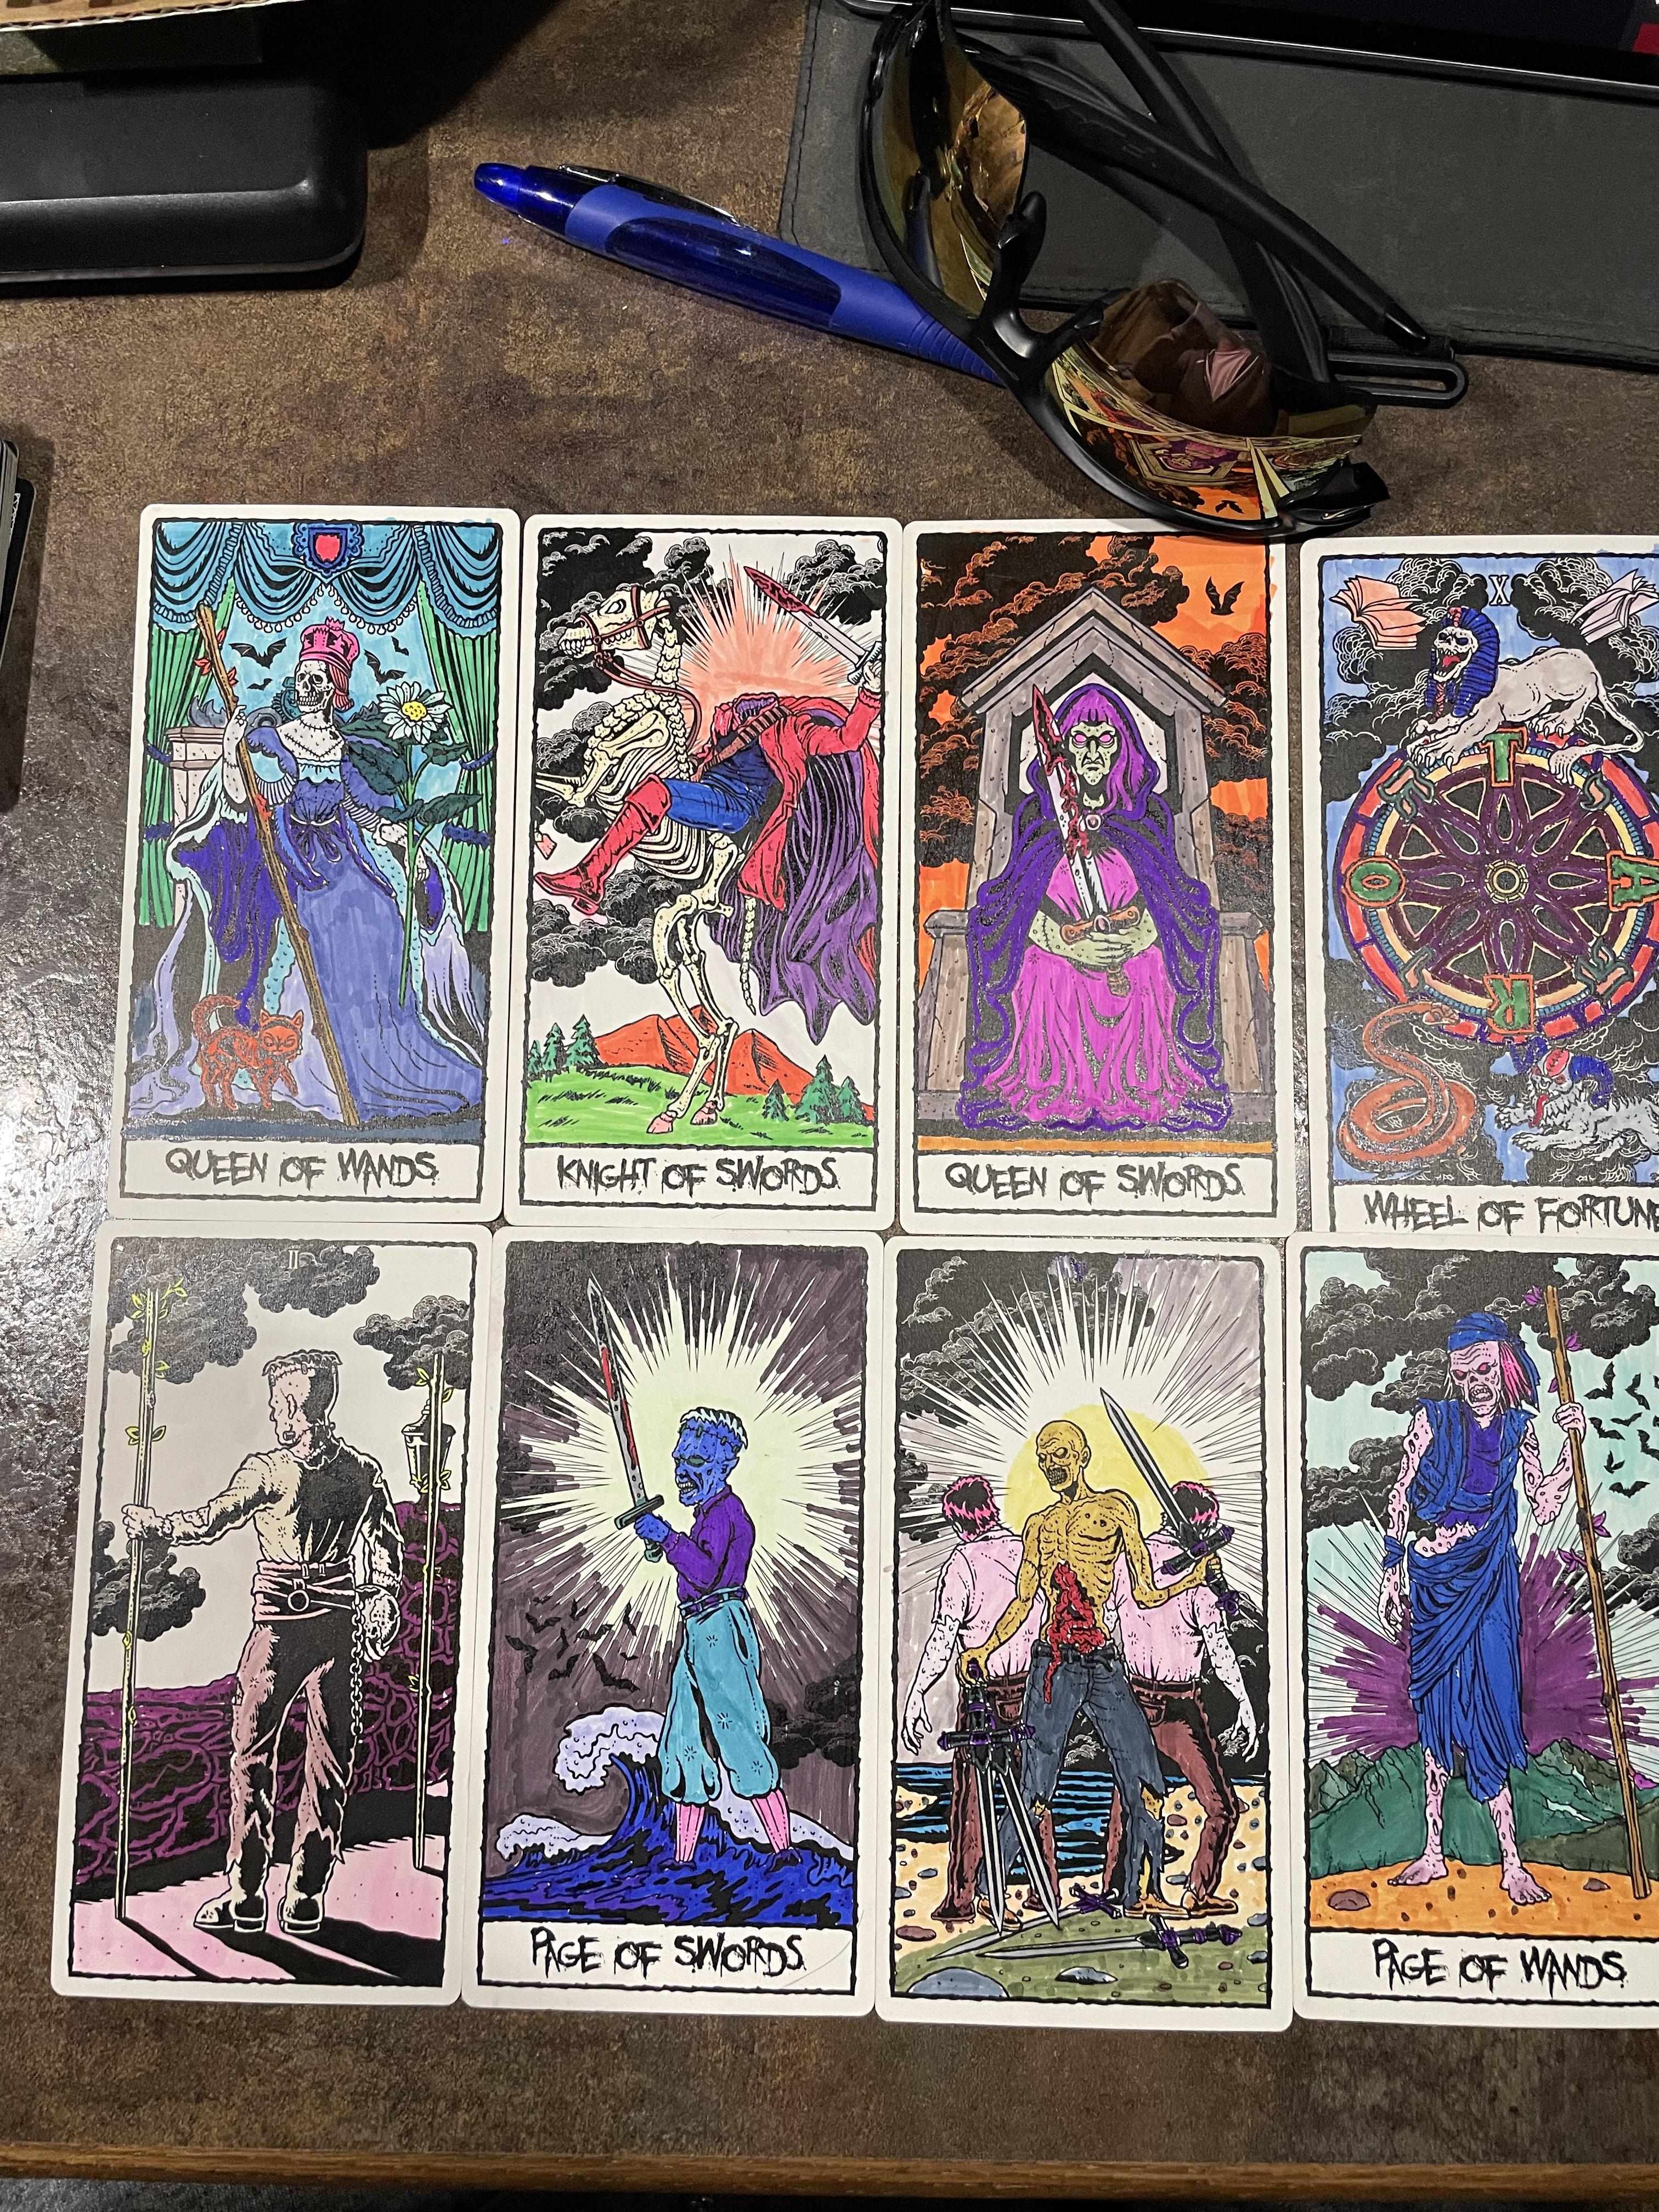 X
T
A
R
O
QUEEN OF WANDS
KNIGHT OF SWORDS
QUEEN OF SWORDS
WHEEL OF FORTUNE
II
PAGE OF SWORDS
PAGE OF WANDS